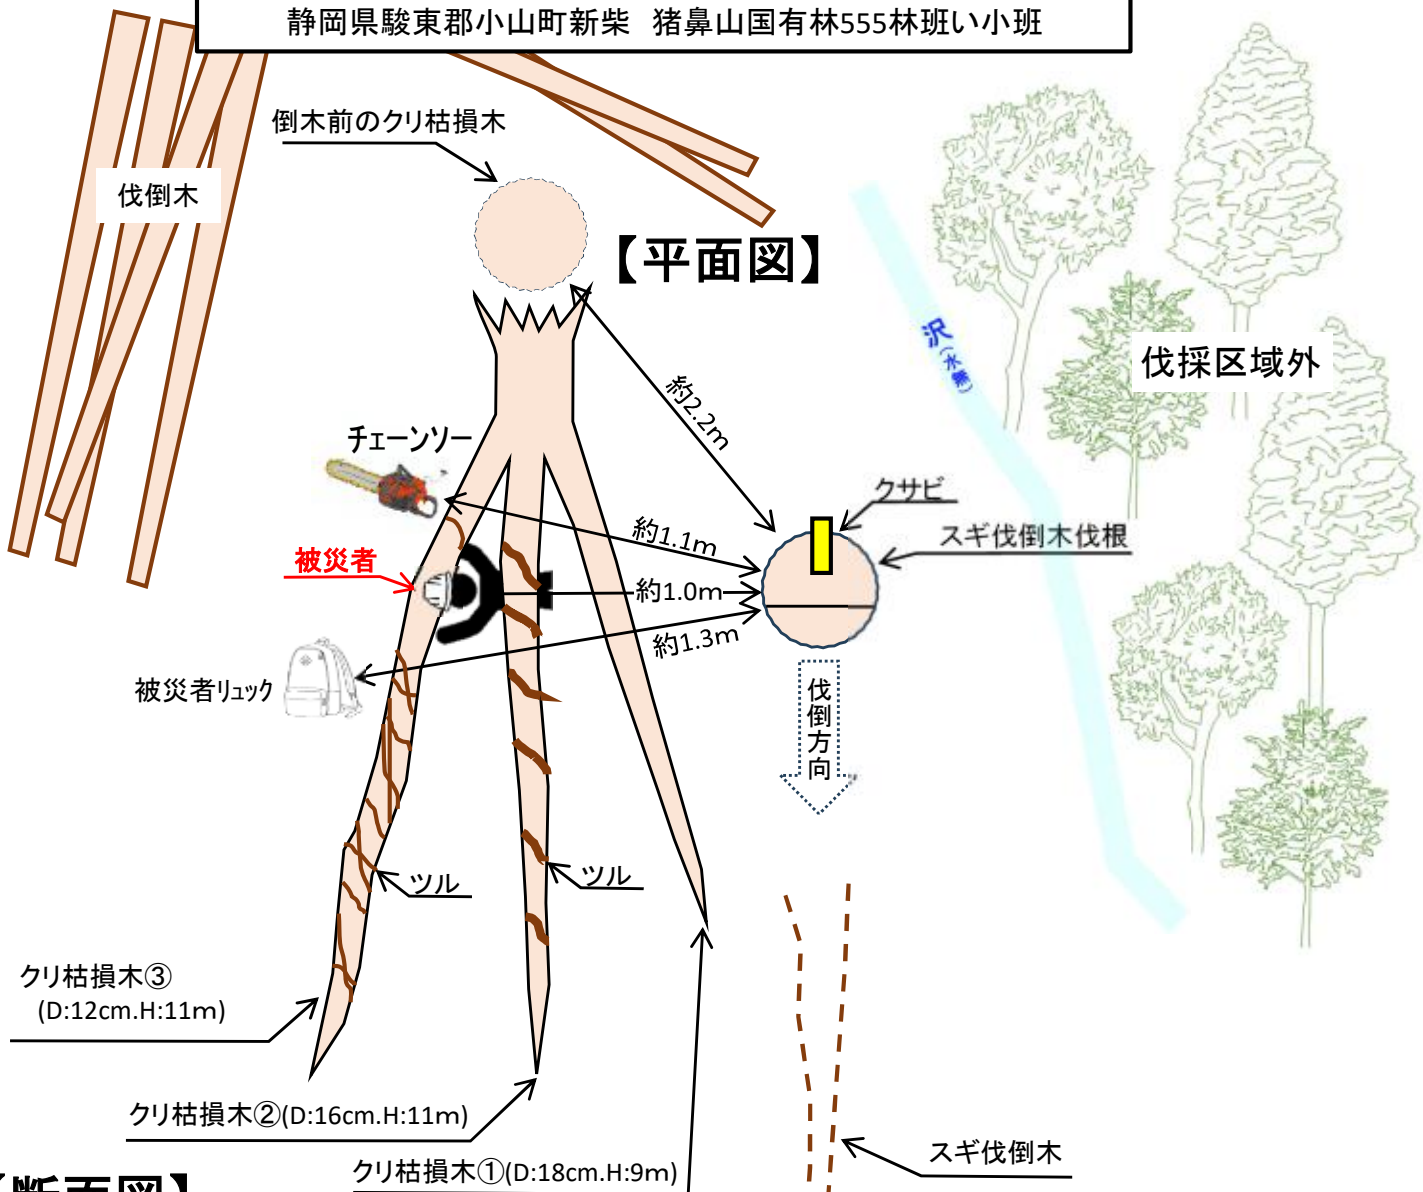 静岡県駿東郡小山町新柴 猪鼻山国有林555林班い小班
倒木前のクリ枯損木
伐倒木
【平面図】
沢(水無)
伐採区域外
約2.2m
チェーンソー
クサビ
約1.1m
スギ伐倒木伐根
被災者
約1.0m
約1.3m
被災者リュック
伐倒方向
ツル
ツル
クリ枯損木③
(D:12cm.H:11m)
クリ枯損木②(D:16cm.H:11m)
スギ伐倒木
クリ枯損木①(D:18cm.H:9m)
【断面図】